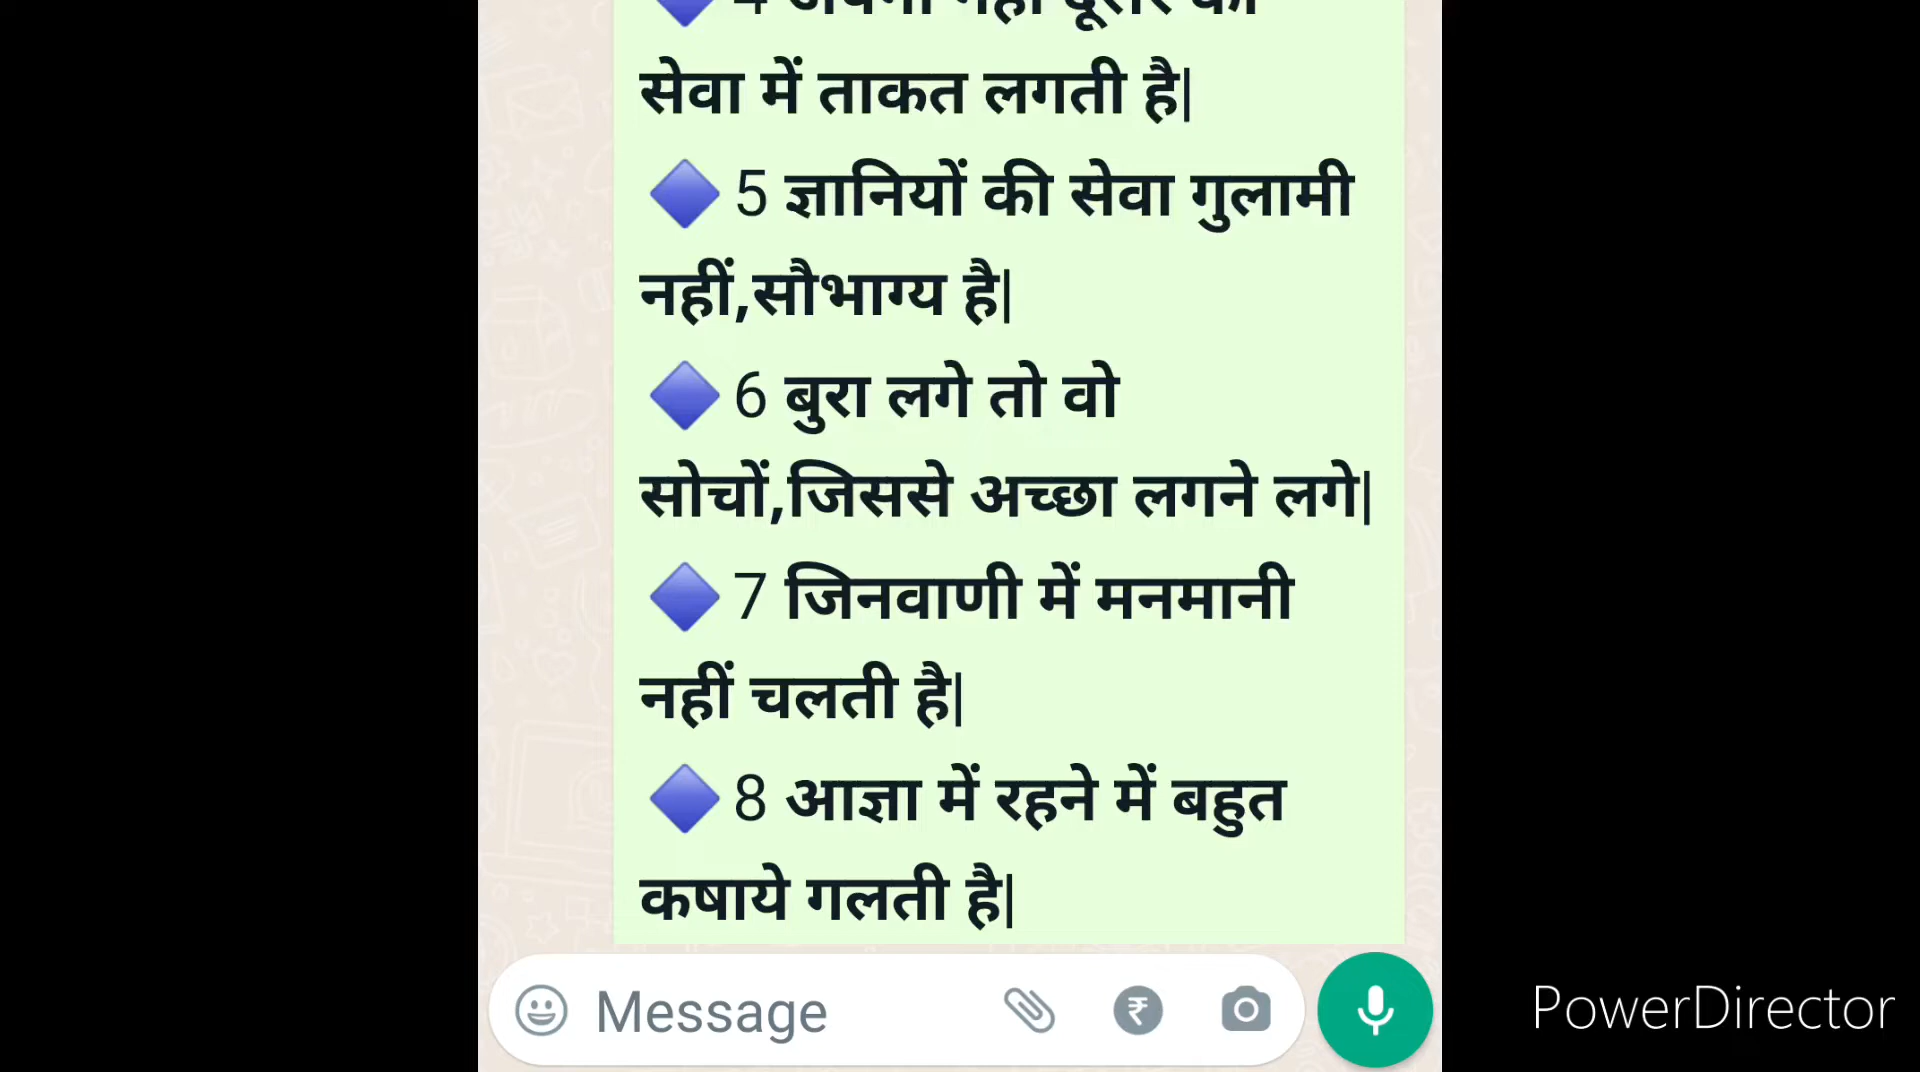 4
सेवा में ताकत लगती है|
🔷 5 ज्ञानियों की सेवा गुलामी
नहीं,सौभाग्य है|
🔷 6 बुरा लगे तो वो
सोचों,जिससे अच्छा लगने लगे|
🔷 7 जिनवाणी में मनमानी
नहीं चलती है|
🔷 8 आज्ञा में रहने में बहुत
कषाये गलती है|
Message
PowerDirector